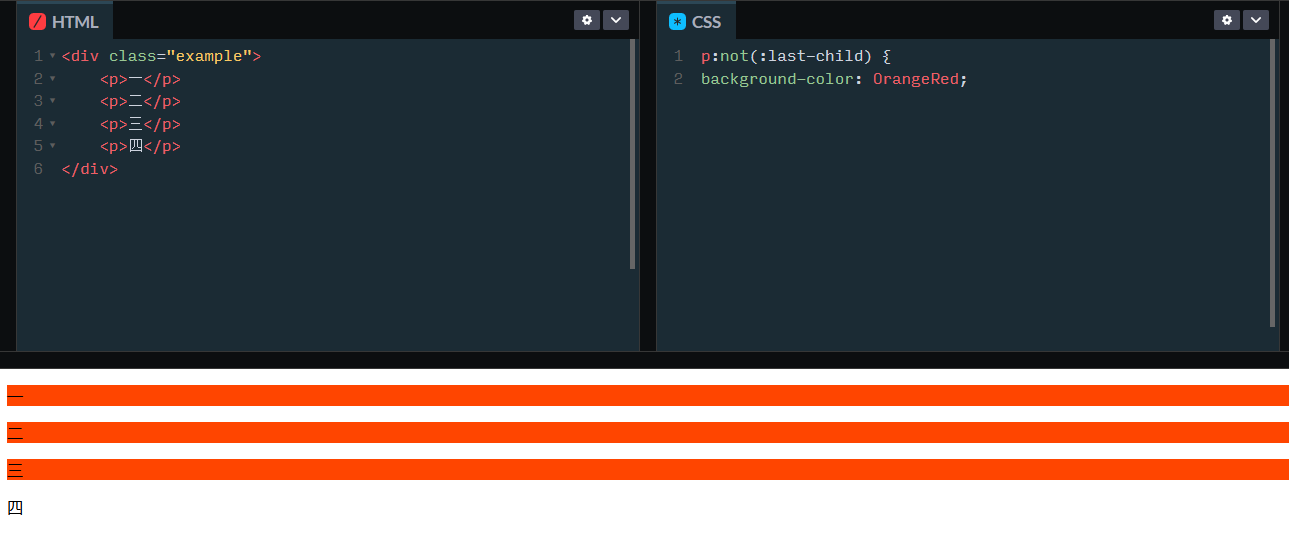 HTML
1 <div class="example">
2 <p>一</p>
3 <p>二</p>
4 <p>三</p>
5 <p>四</p>
6 </div>
CSS
1 p:not(:last-child) {
2 background-color: OrangeRed;
一
二
三
四